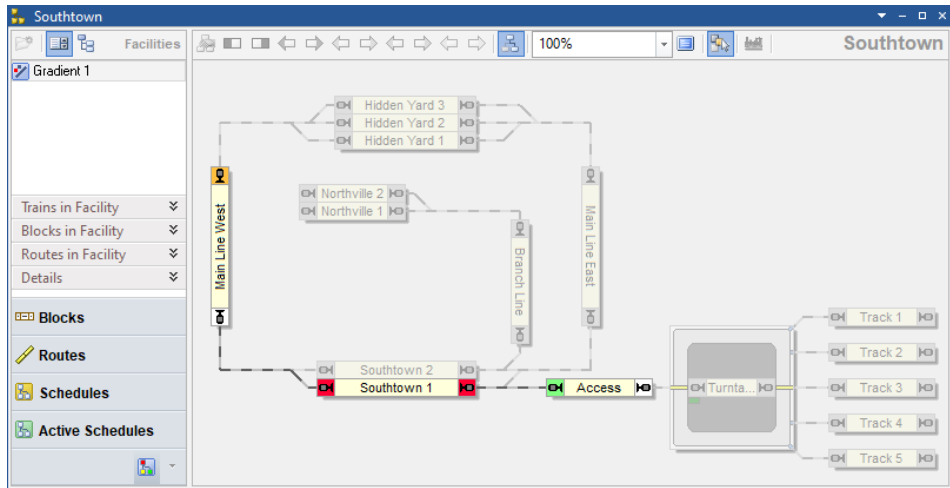 Southtown
Facilities
100%
Southtown
Gradient 1
Trains in Facility
Blocks in Facility
Routes in Facility
Details
Blocks
Routes
Schedules
Active Schedules
Hidden Yard 3
Hidden Yard 2
Hidden Yard 1
Northville 2
Northville 1
Main Line West
Branch Line
Main Line East
Southtown 2
Southtown 1
Access
Turnta...
Track 1
Track 2
Track 3
Track 4
Track 5